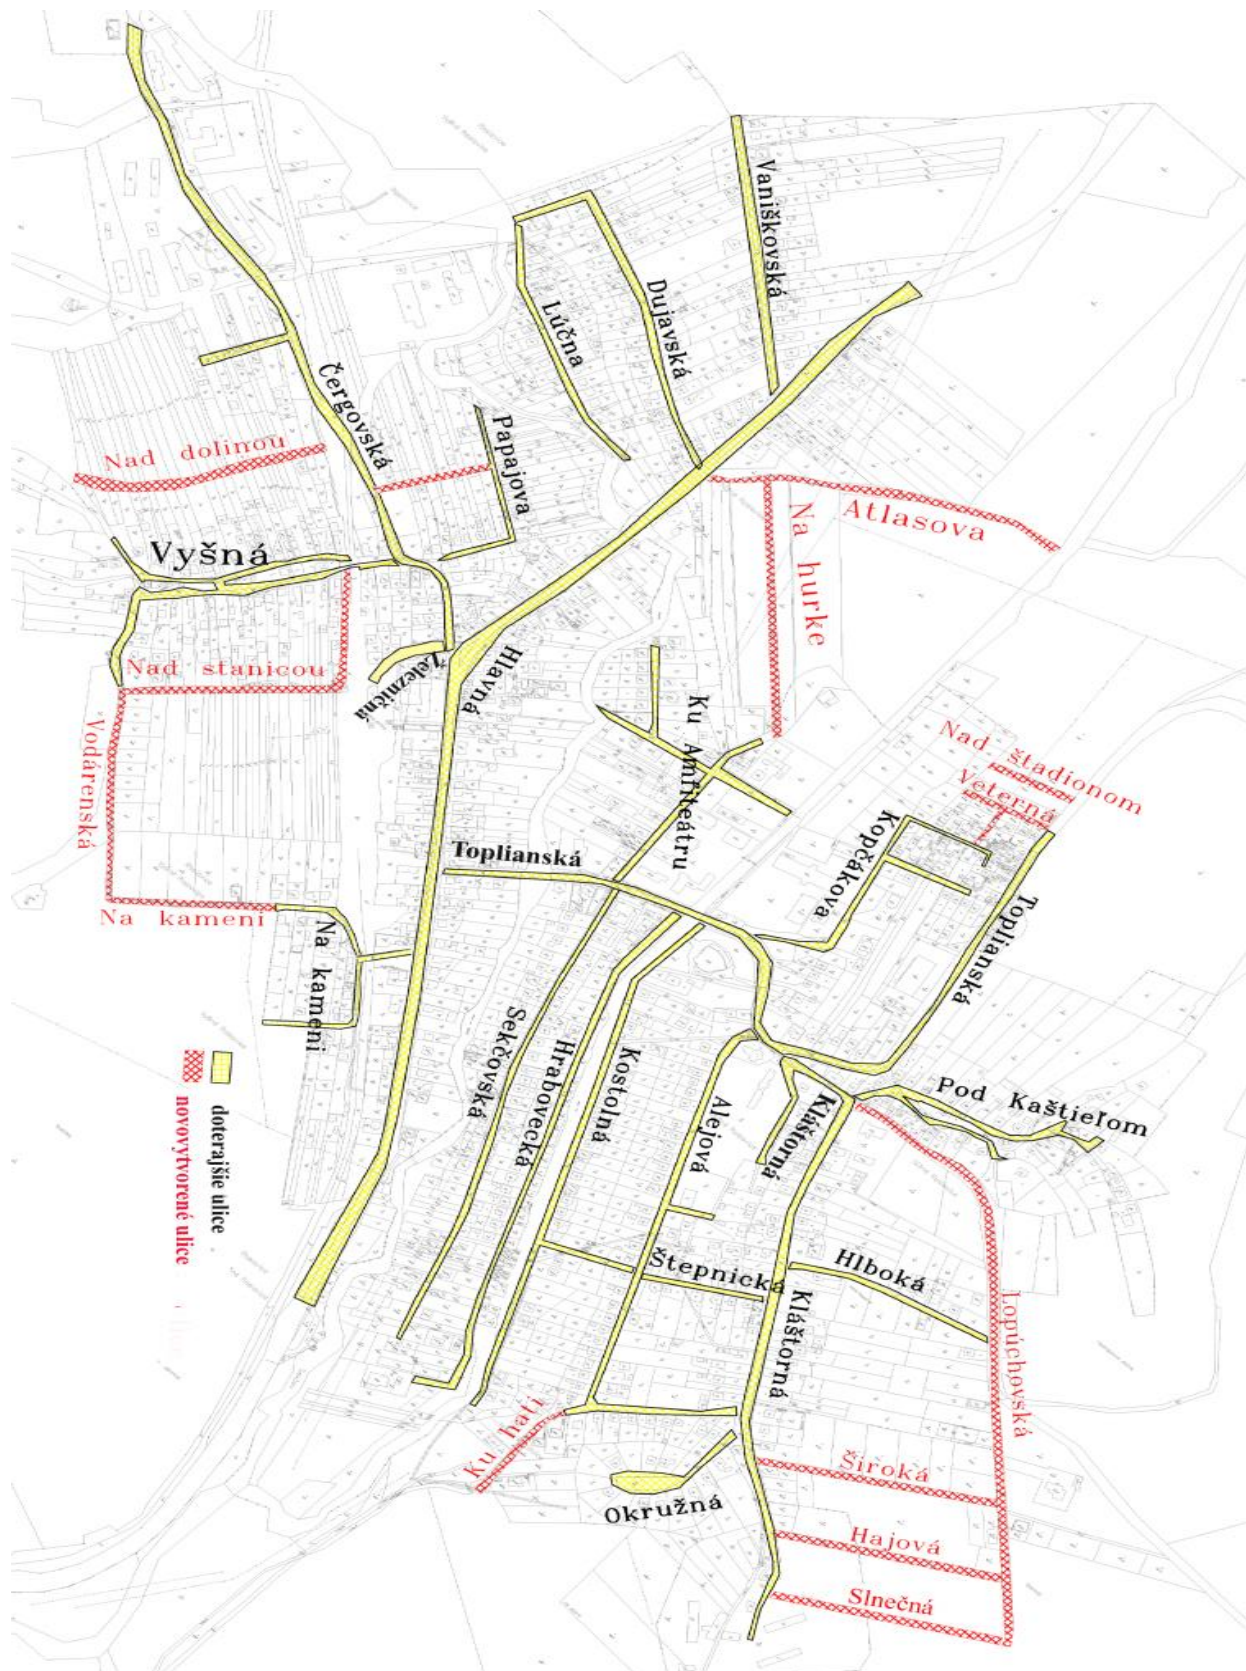 Vaniškovská
Dujavská
Lúčna
Čergovská
Papajova
Nad dolinou
Atlasova
Na hurke
Vyšná
Nad stanicou
Železničná
Hlavná
Ku Amfiteátru
Vodárenská
Nad štadionom
Veterná
Kopčákova
Toplianská
Toplianská
Na kameni
Na kameni
Sekčovská
Hrabovecká
Kostolná
Alejová
Kláštorná
Pod Kaštieľom
Štepnická
Hlboká
Kláštorná
Lopúchovská
Ku hati
Široká
Okružná
Hajová
Slnečná
doterajšie ulice
novovytvorené ulice